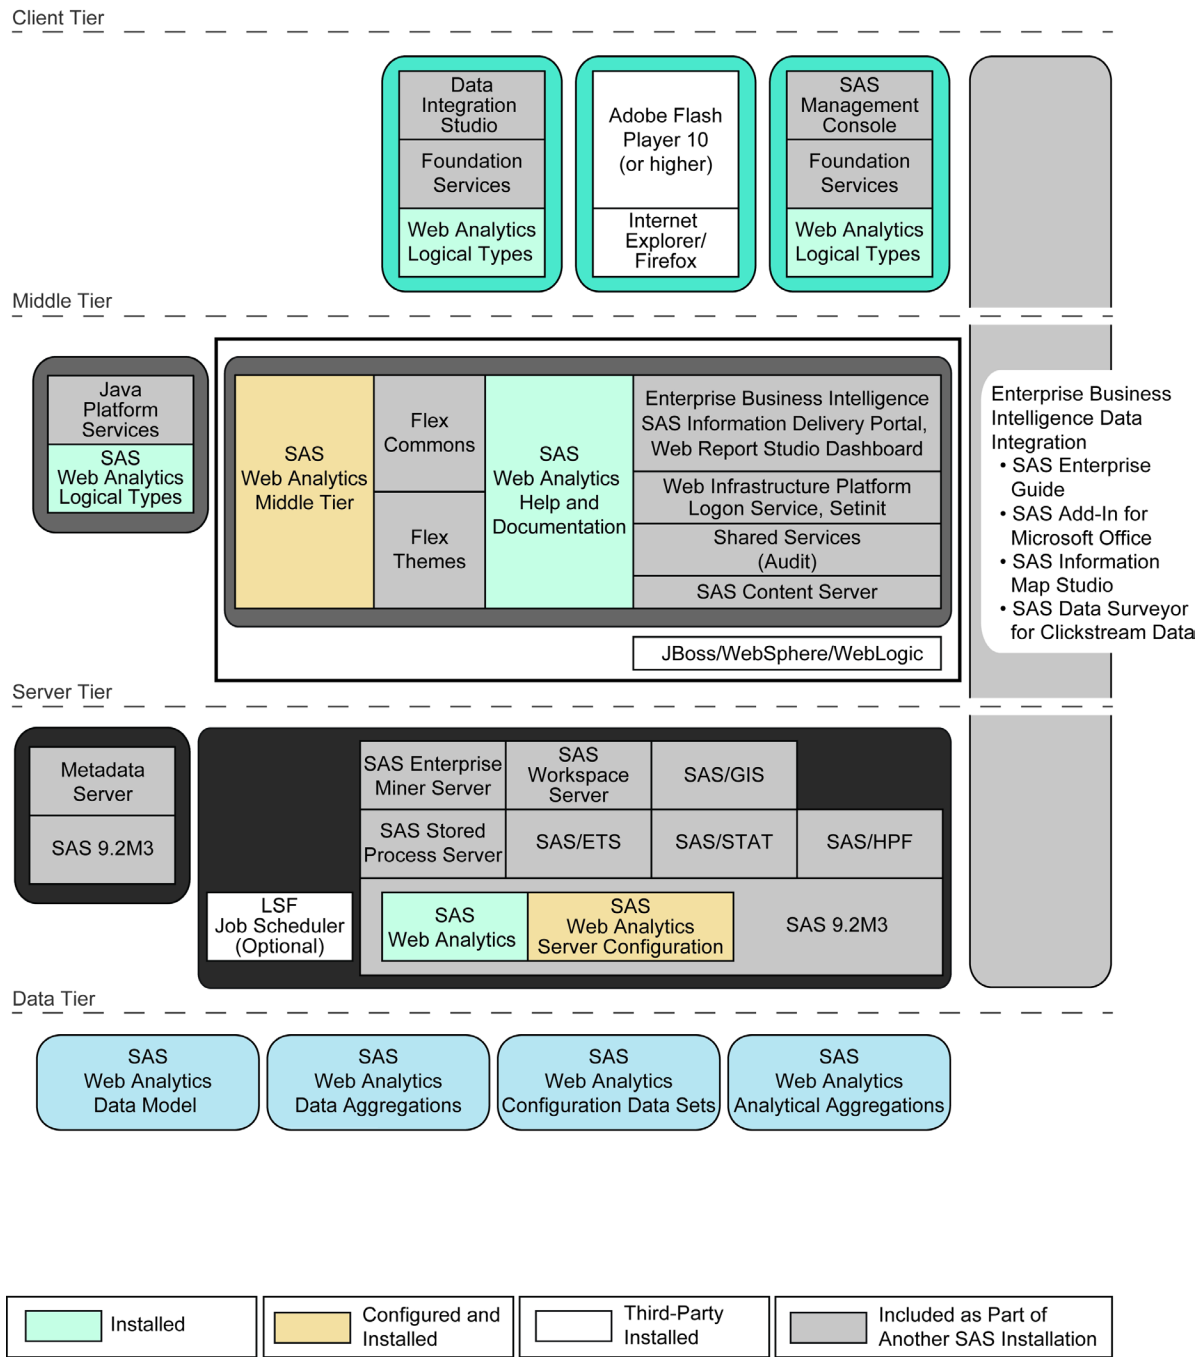 Client Tier
Data
Integration
Studio
Foundation
Services
Web Analytics
Logical Types
Adobe Flash
Player 10
(or higher)
Internet
Explorer/
Firefox
SAS
Management
Console
Foundation
Services
Web Analytics
Logical Types
Middle Tier
Java
Platform
Services
SAS
Web Analytics
Logical Types
SAS
Web Analytics
Middle Tier
Flex
Commons
Flex
Themes
SAS
Web Analytics
Help and
Documentation
Enterprise Business Intelligence
SAS Information Delivery Portal,
Web Report Studio Dashboard
Web Infrastructure Platform
Logon Service, Setinit
Shared Services
(Audit)
SAS Content Server
JBoss/WebSphere/WebLogic
Enterprise Business
Intelligence Data
Integration
• SAS Enterprise
Guide
• SAS Add-In for
Microsoft Office
• SAS Information
Map Studio
• SAS Data Surveyor
for Clickstream Data
Server Tier
Metadata
Server
SAS 9.2M3
SAS Enterprise
Miner Server
SAS
Workspace
Server
SAS/GIS
SAS Stored
Process Server
SAS/ETS
SAS/STAT
SAS/HPF
LSF
Job Scheduler
(Optional)
SAS
Web Analytics
SAS
Web Analytics
Server Configuration
SAS 9.2M3
Data Tier
SAS
Web Analytics
Data Model
SAS
Web Analytics
Data Aggregations
SAS
Web Analytics
Configuration Data Sets
SAS
Web Analytics
Analytical Aggregations
Installed
Configured and
Installed
Third-Party
Installed
Included as Part of
Another SAS Installation